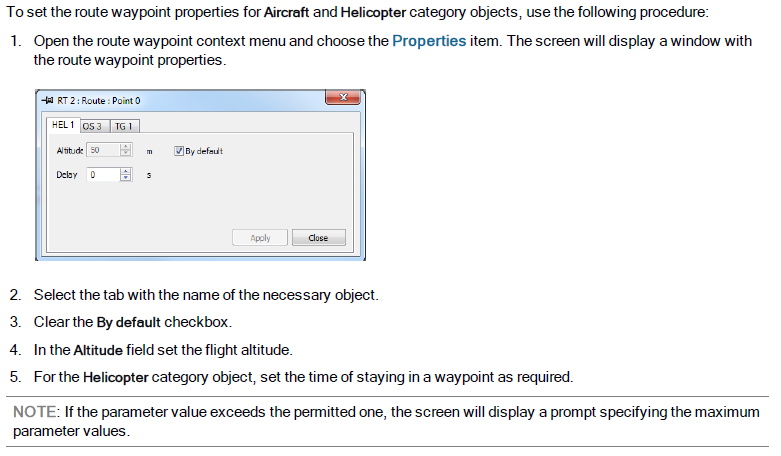 To set the route waypoint properties for Aircraft and Helicopter category objects, use the following procedure:
1. Open the route waypoint context menu and choose the Properties item. The screen will display a window with
the route waypoint properties.
RT 2 : Route : Point 0
HEL 1 OS 3 TG 1
Altitude 50 m By default
Delay 0 s
Apply Close
2. Select the tab with the name of the necessary object.
3. Clear the By default checkbox.
4. In the Altitude field set the flight altitude.
5. For the Helicopter category object, set the time of staying in a waypoint as required.
NOTE: If the parameter value exceeds the permitted one, the screen will display a prompt specifying the maximum
parameter values.